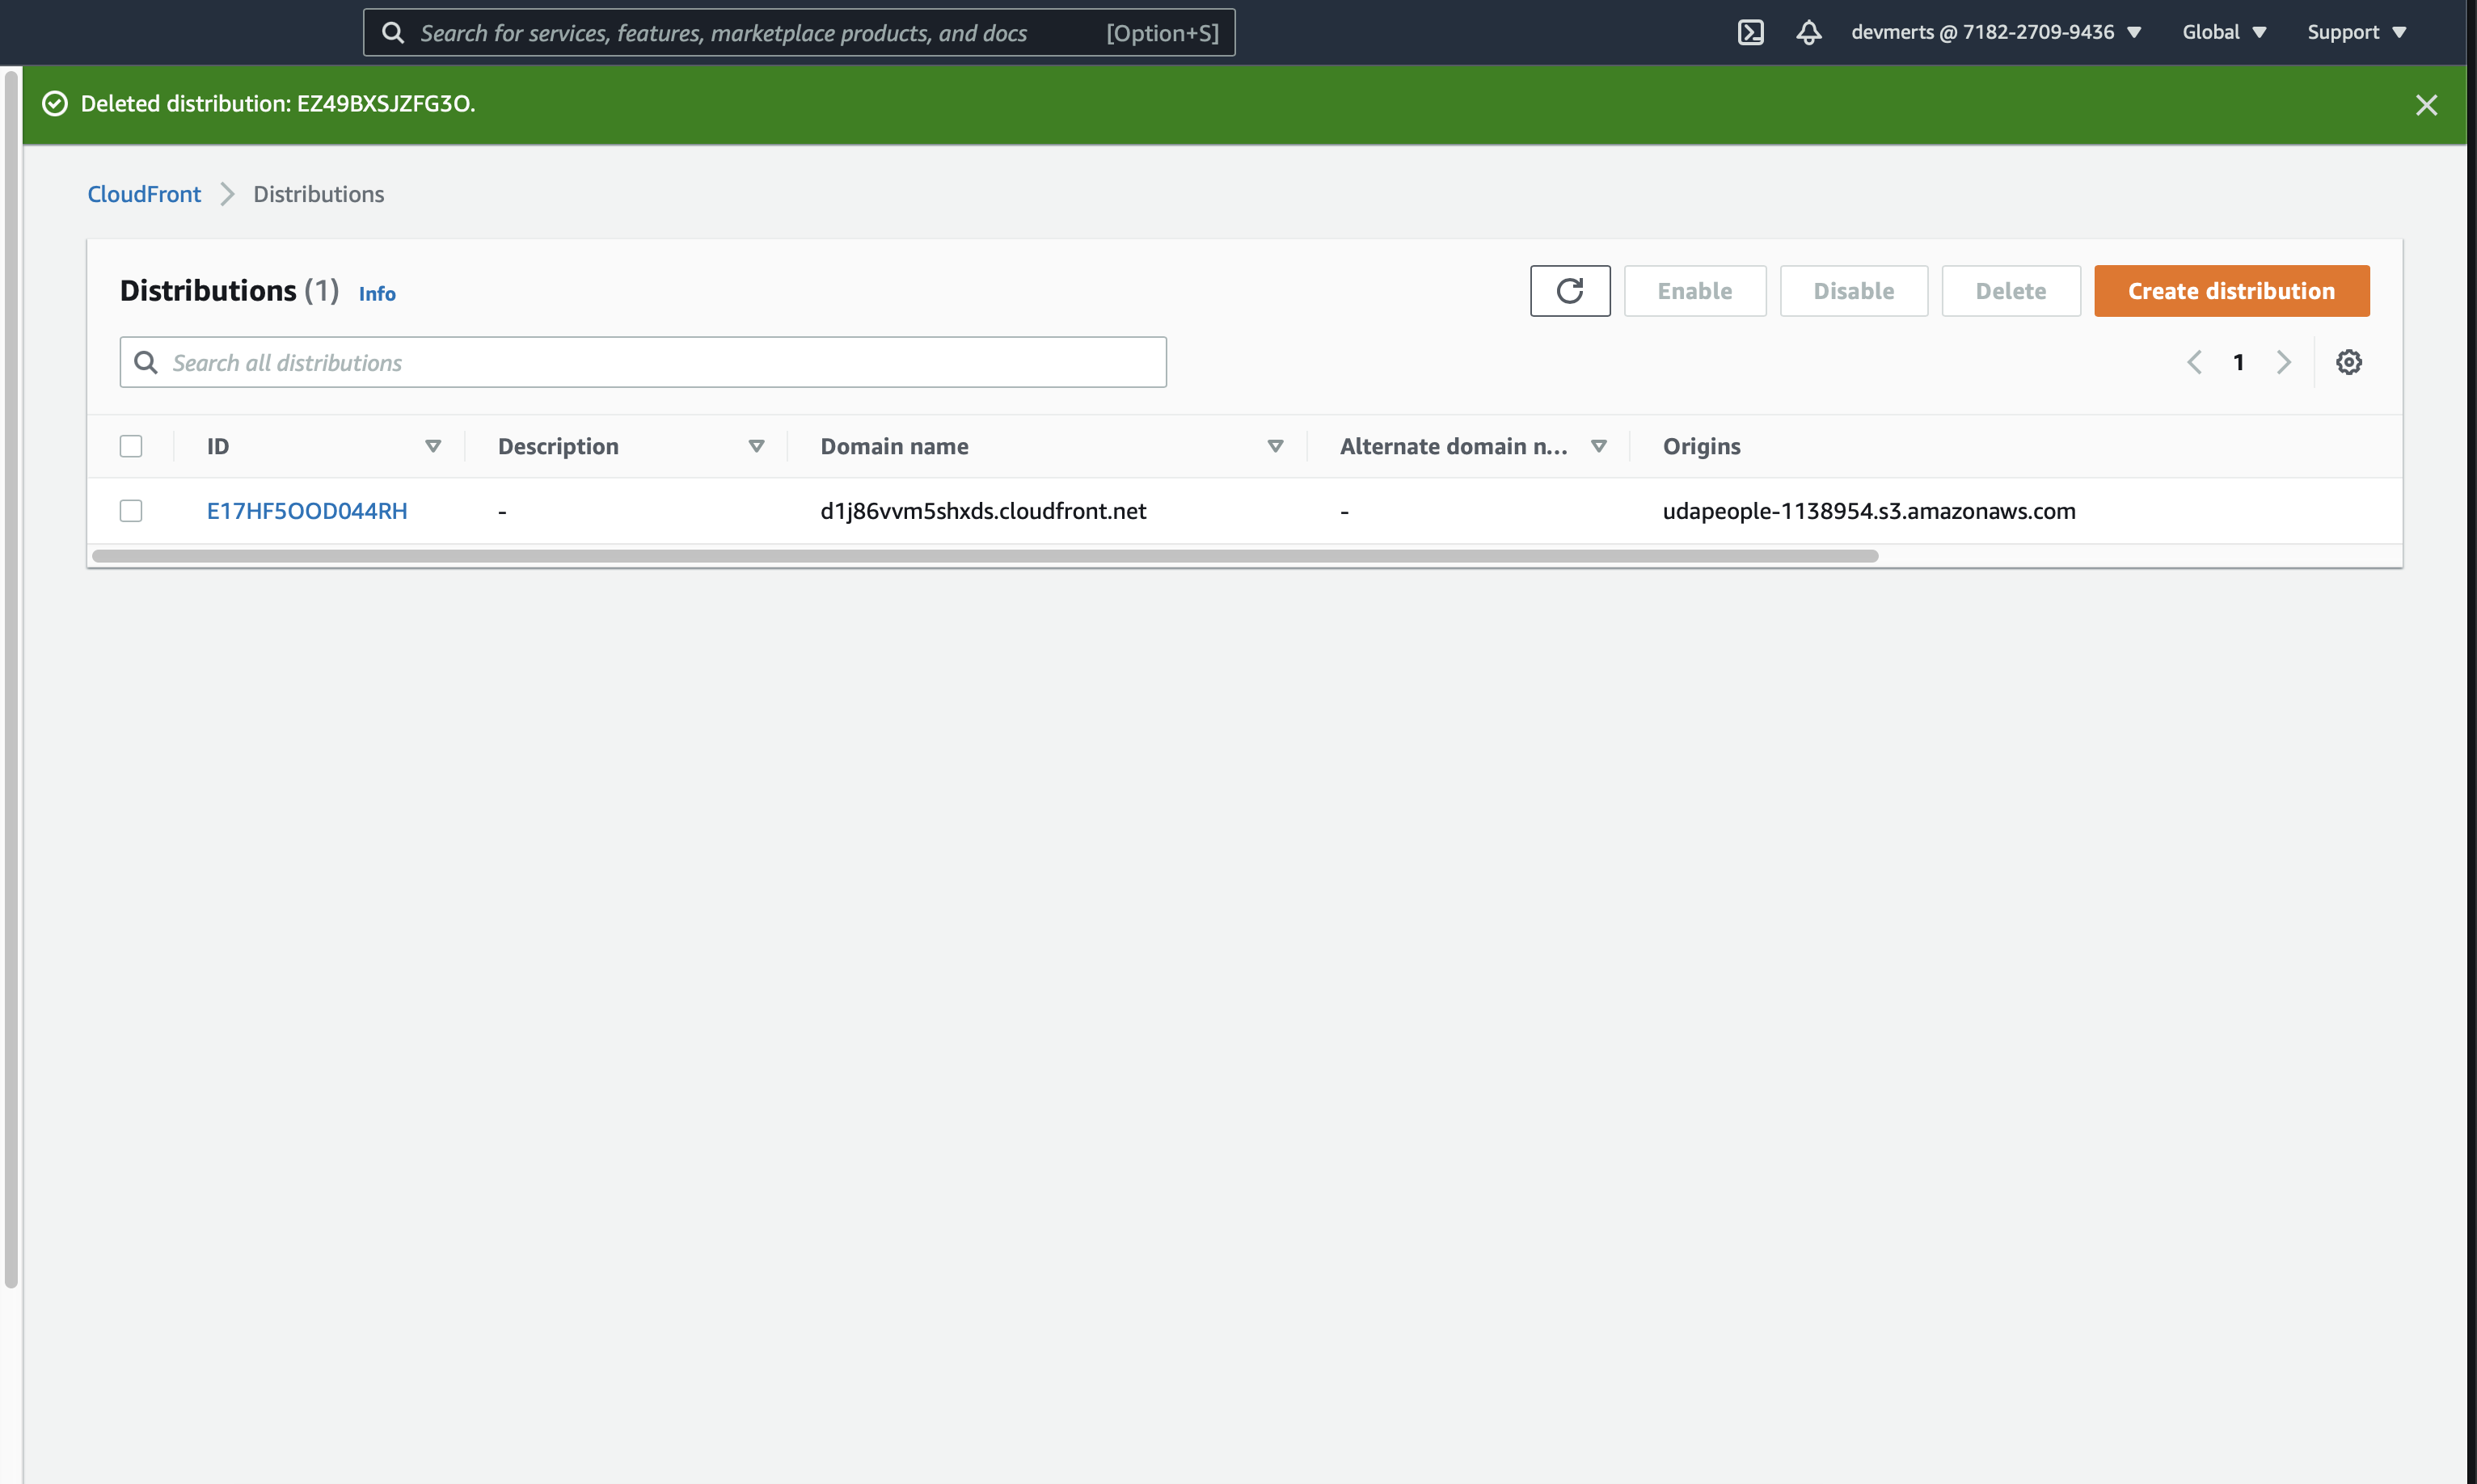 Search for services, features, marketplace products, and docs [Option+S] devmerts @ 7182-2709-9436 Global Support
Deleted distribution: EZ49BXSJZFG3O.
CloudFront Distributions
Distributions (1) Info Enable Disable Delete Create distribution
Search all distributions 1
ID Description Domain name Alternate domain n... Origins
E17HF5OOD044RH - d1j86vvm5shxds.cloudfront.net - udapeople-1138954.s3.amazonaws.com